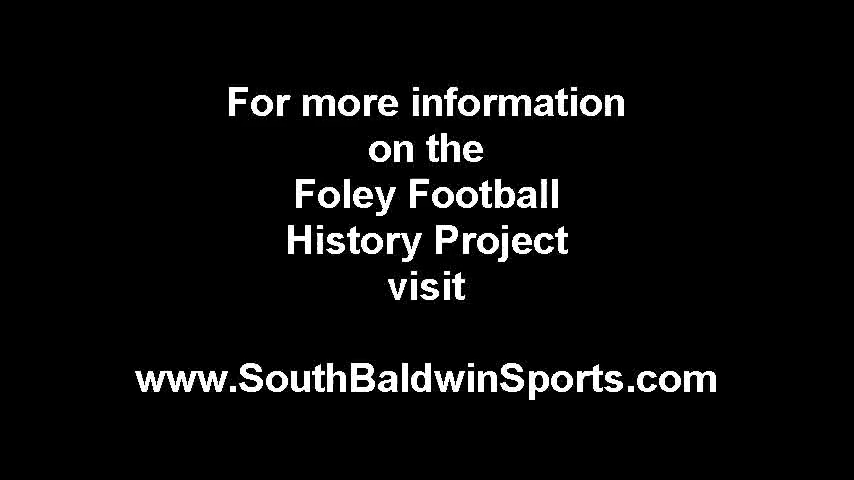 For more information
on the
Foley Football
History Project
visit
www.SouthBaldwinSports.com